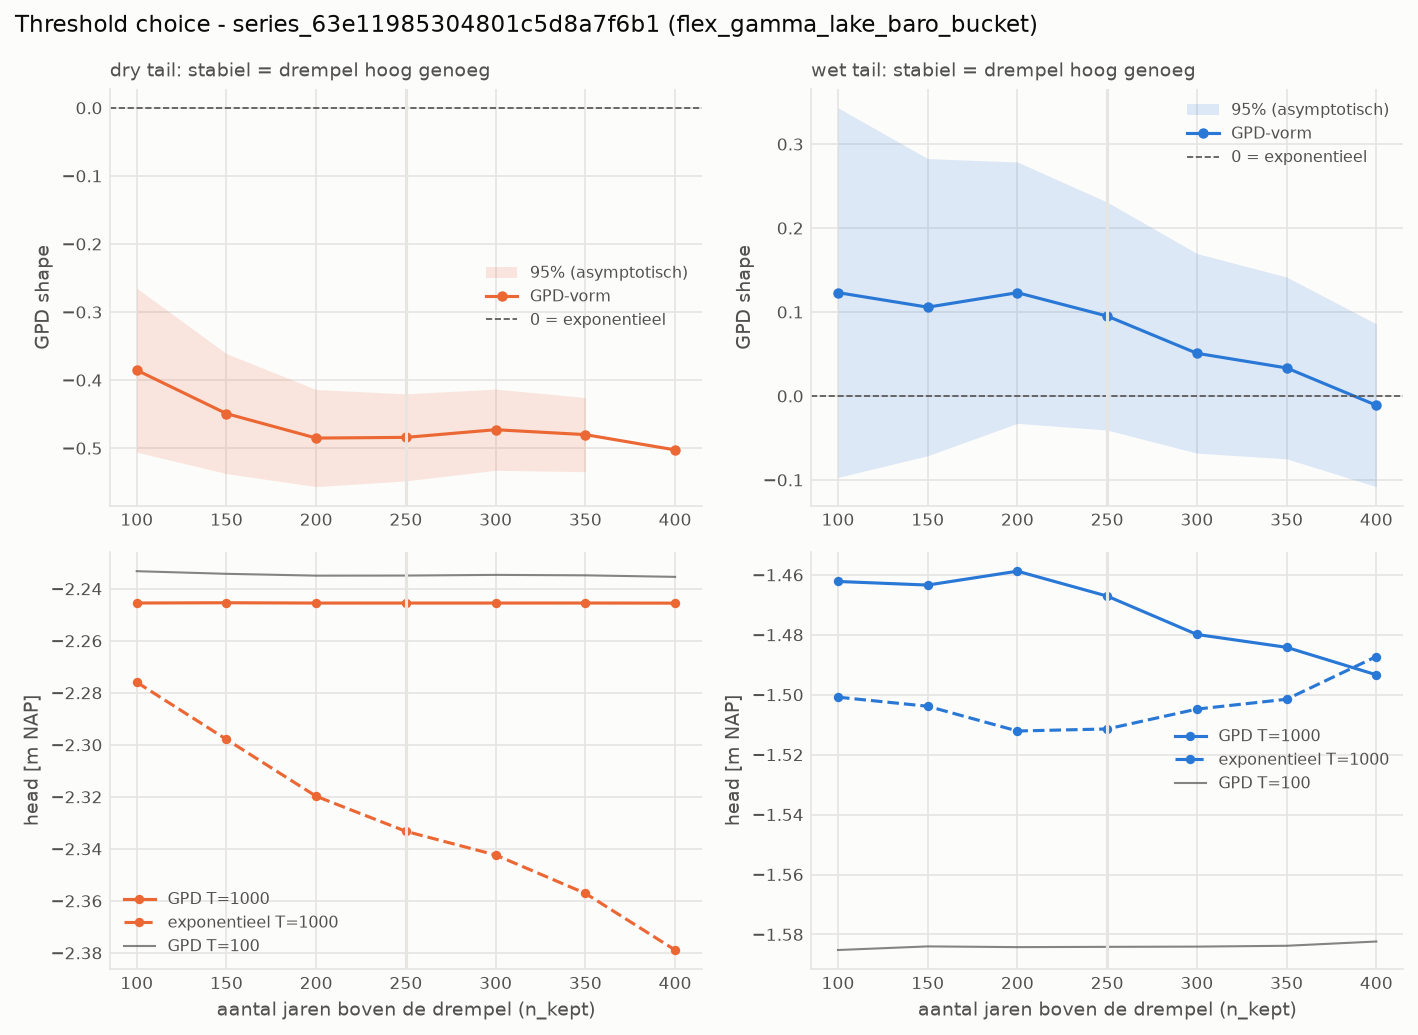 Threshold choice - series_63e11985304801c5d8a7f6b1 (flex_gamma_lake_baro_bucket)
dry tail: stabiel = drempel hoog genoeg
0.0
−0.1
−0.2
−0.3
−0.4
−0.5
GPD shape
95% (asymptotisch)
GPD-vorm
0 = exponentieel
100 150 200 250 300 350 400
wet tail: stabiel = drempel hoog genoeg
0.3
0.2
0.1
0.0
−0.1
GPD shape
95% (asymptotisch)
GPD-vorm
0 = exponentieel
100 150 200 250 300 350 400
−2.24
−2.26
−2.28
−2.30
−2.32
−2.34
−2.36
−2.38
head [m NAP]
GPD T=1000
exponentieel T=1000
GPD T=100
100 150 200 250 300 350 400
aantal jaren boven de drempel (n_kept)
−1.46
−1.48
−1.50
−1.52
−1.54
−1.56
−1.58
head [m NAP]
GPD T=1000
exponentieel T=1000
GPD T=100
100 150 200 250 300 350 400
aantal jaren boven de drempel (n_kept)